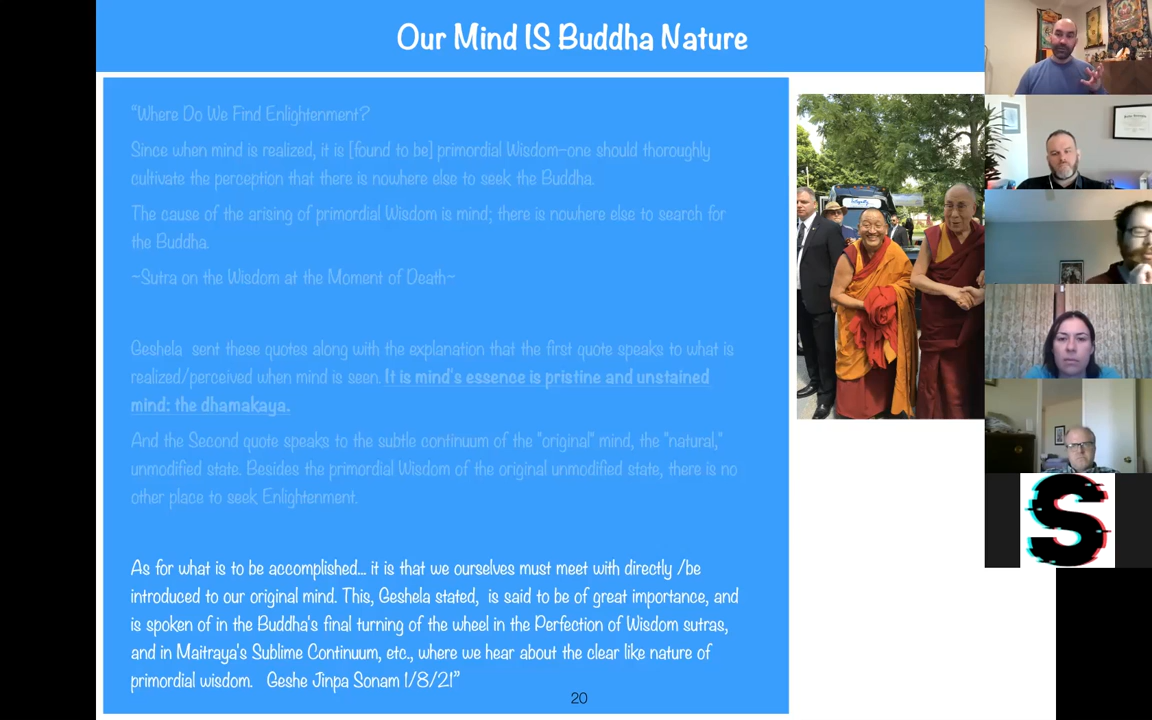 Our Mind IS Buddha Nature
“Where Do We Find Enlightenment?
Since when mind is realized, it is [found to be] primordial Wisdom-one should thoroughly
cultivate the perception that there is nowhere else to seek the Buddha.
The cause of the arising of primordial Wisdom is mind; there is nowhere else to search for
the Buddha.
~Sutra on the Wisdom at the Moment of Death~
Geshela sent these quotes along with the explanation that the first quote speaks to what is
realized/perceived when mind is seen. It is mind's essence is pristine and unstained
mind: the dhamakaya.
And the Second quote speaks to the subtle continuum of the "original" mind, the "natural,"
unmodified state. Besides the primordial Wisdom of the original unmodified state, there is no
other place to seek Enlightenment.
As for what is to be accomplished... it is that we ourselves must meet with directly /be
introduced to our original mind. This, Geshela stated, is said to be of great importance, and
is spoken of in the Buddha's final turning of the wheel in the Perfection of Wisdom sutras,
and in Maitraya's Sublime Continuum, etc., where we hear about the clear like nature of
primordial wisdom. Geshe Jinpa Sonam 1/8/21”
20
S